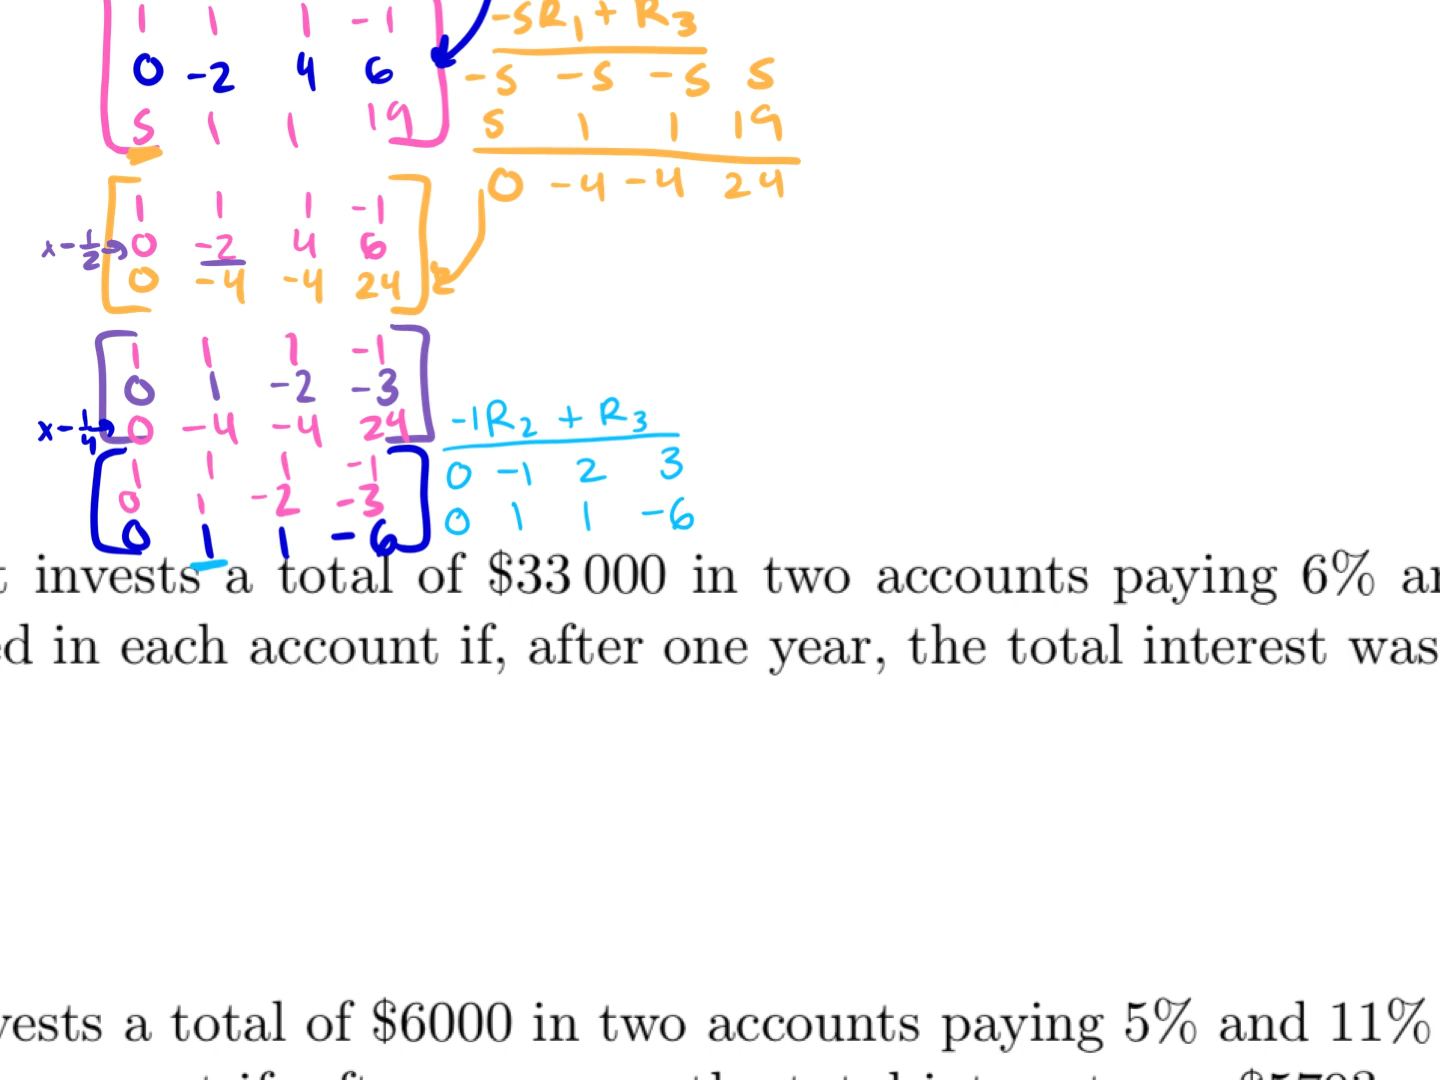 1 1 1 -1
-5R1 + R3
0 -2 4 6
-5 -5 -5 5
5 1 1 19
5 1 1 19
0 -4 -4 24
1 1 1 -1
x-1/2→ 0 -2 4 6
0 -4 -4 24
1 1 1 -1
0 1 -2 -3
x-1/4→ 0 -4 -4 24
-1R2 + R3
1 1 1 -1
0 -1 2 3
0 1 -2 -3
0 1 1 -6
0 1 1 -6
invests a total of $33 000 in two accounts paying 6%
in each account if, after one year, the total interest was
a total of $6000 in two accounts paying 5% and 11%